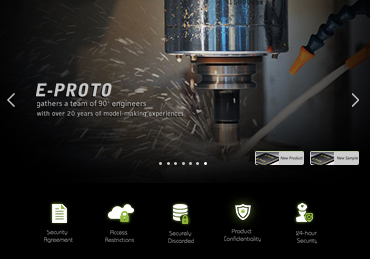 E-PROTO
gathers a team of 90⁺ engineers
with over 20 years of model-making experiences
New Product
New Sample
Security
Agreement
Access
Restrictions
Securely
Discarded
Product
Confidentiality
24-hour
Security